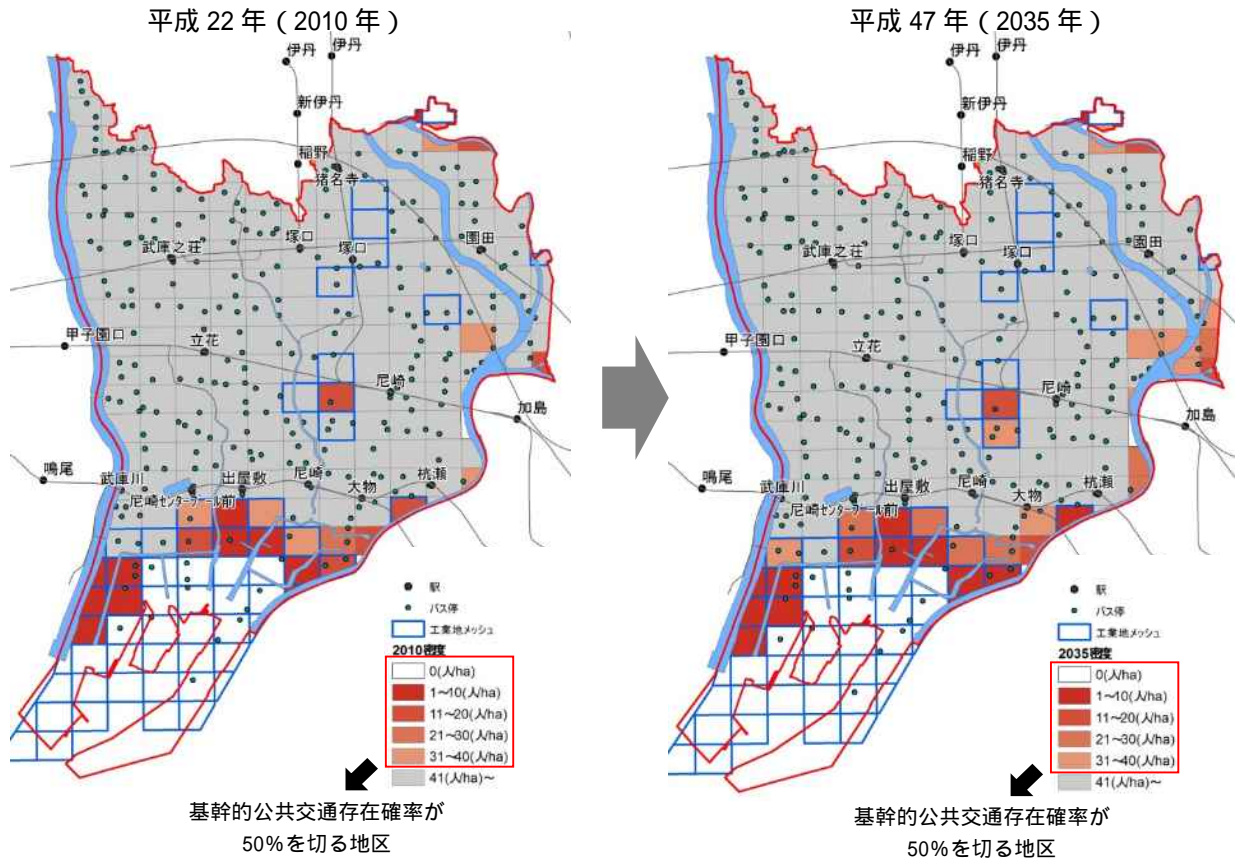 平成 22 年（2010 年）
伊丹
伊丹
新伊丹
稲野
猪名寺
武庫之荘
塚口
塚口
園田
甲子園口
立花
尼崎
加島
鳴尾
武庫川
尼崎センタープール前
出屋敷
尼崎
大物
杭瀬
駅
バス停
工業地メッシュ
2010密度
0(人/ha)
1～10(人/ha)
11～20(人/ha)
21～30(人/ha)
31～40(人/ha)
41(人/ha)～
基幹的公共交通存在確率が
50％を切る地区
平成 47 年（2035 年）
伊丹
伊丹
新伊丹
稲野
猪名寺
武庫之荘
塚口
塚口
園田
甲子園口
立花
尼崎
加島
鳴尾
武庫川
尼崎センタープール前
出屋敷
尼崎
大物
杭瀬
駅
バス停
工業地メッシュ
2035密度
0(人/ha)
1～10(人/ha)
11～20(人/ha)
21～30(人/ha)
31～40(人/ha)
41(人/ha)～
基幹的公共交通存在確率が
50％を切る地区